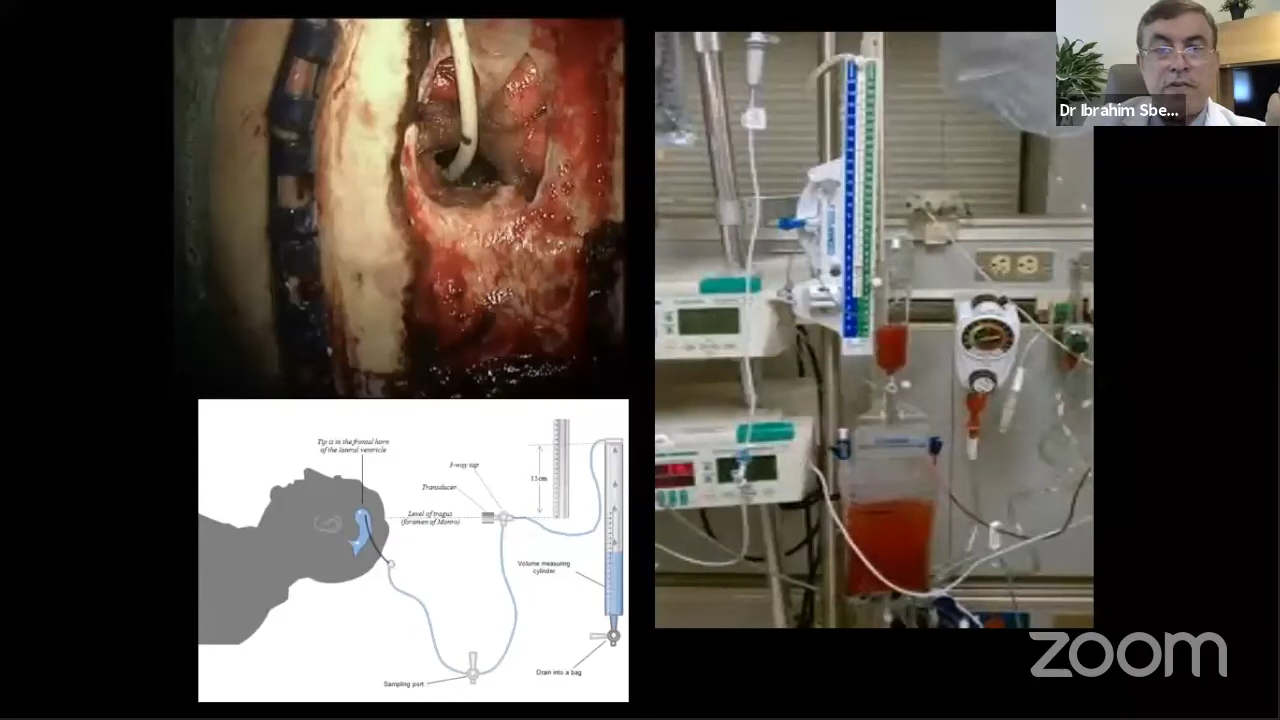 Dr Ibrahim Sbe...
Tip is in the frontal horn
of the lateral ventricle
3-way tap
Transducer
15cm
Level of tragus
(foramen of Monro)
Volume measuring
cylinder
Sampling port
Drain into a bag
zoom